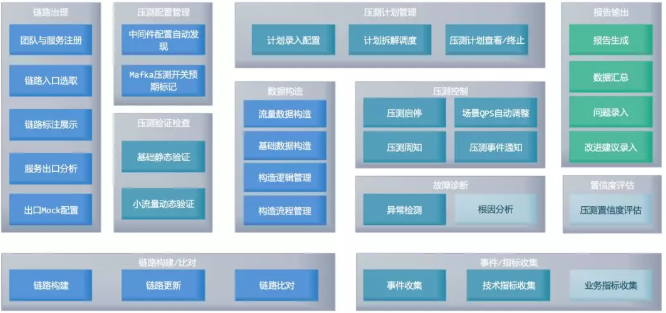 链路治理
团队与服务注册
链路入口选取
链路标注展示
服务出口分析
出口Mock配置
压测配置管理
中间件配置自动发
现
Mafka压测开关预
期标记
压测验证检查
基础静态验证
小流量动态验证
压测计划管理
计划录入配置
计划拆解调度
压测计划查看/终止
数据构造
流量数据构造
基础数据构造
构造逻辑管理
构造流程管理
压测控制
压测启停
场景QPS自动调整
压测周知
压测事件通知
故障诊断
异常检测
根因分析
报告输出
报告生成
数据汇总
问题录入
改进建议录入
置信度评估
压测置信度评估
链路构建/比对
链路构建
链路更新
链路比对
事件/指标收集
事件收集
技术指标收集
业务指标收集